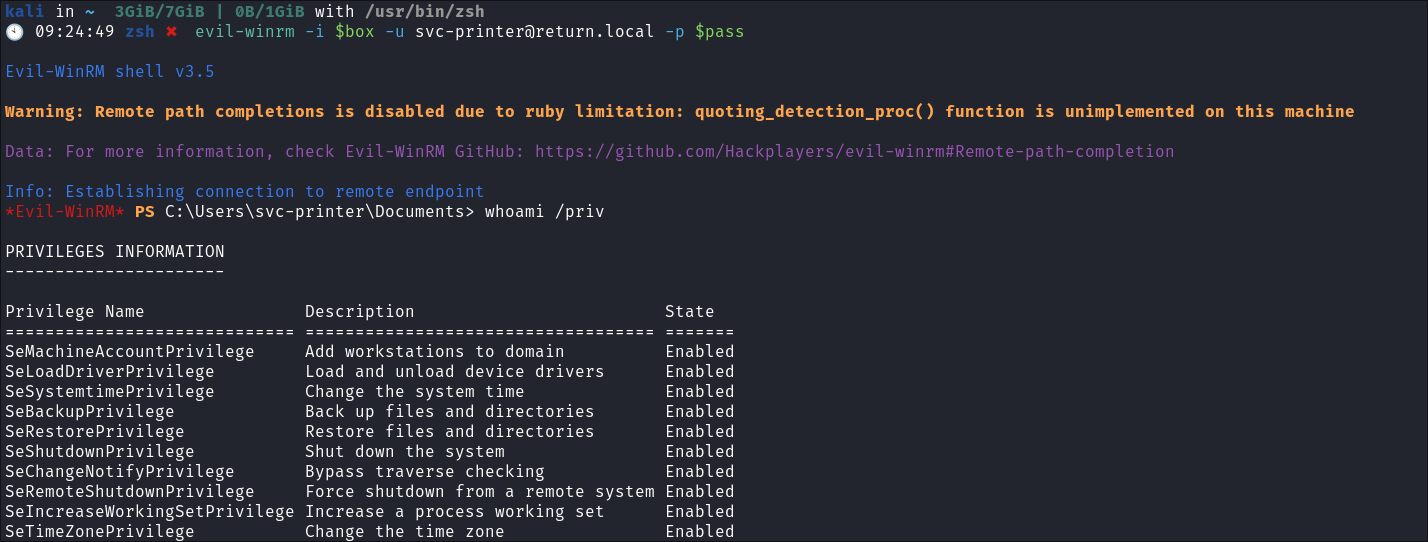 kali in ~  3GiB/7GiB | 0B/1GiB with /usr/bin/zsh
🕙 09:24:49 zsh ✖  evil-winrm -i $box -u svc-printer@return.local -p $pass
Evil-WinRM shell v3.5
Warning: Remote path completions is disabled due to ruby limitation: quoting_detection_proc() function is unimplemented on this machine
Data: For more information, check Evil-WinRM GitHub: https://github.com/Hackplayers/evil-winrm#Remote-path-completion
Info: Establishing connection to remote endpoint
*Evil-WinRM* PS C:\Users\svc-printer\Documents> whoami /priv
PRIVILEGES INFORMATION
----------------------
Privilege Name                Description                         State
============================= =================================== =======
SeMachineAccountPrivilege     Add workstations to domain          Enabled
SeLoadDriverPrivilege         Load and unload device drivers      Enabled
SeSystemtimePrivilege         Change the system time              Enabled
SeBackupPrivilege             Back up files and directories       Enabled
SeRestorePrivilege            Restore files and directories       Enabled
SeShutdownPrivilege           Shut down the system                Enabled
SeChangeNotifyPrivilege       Bypass traverse checking            Enabled
SeRemoteShutdownPrivilege     Force shutdown from a remote system Enabled
SeIncreaseWorkingSetPrivilege Increase a process working set      Enabled
SeTimeZonePrivilege           Change the time zone                Enabled